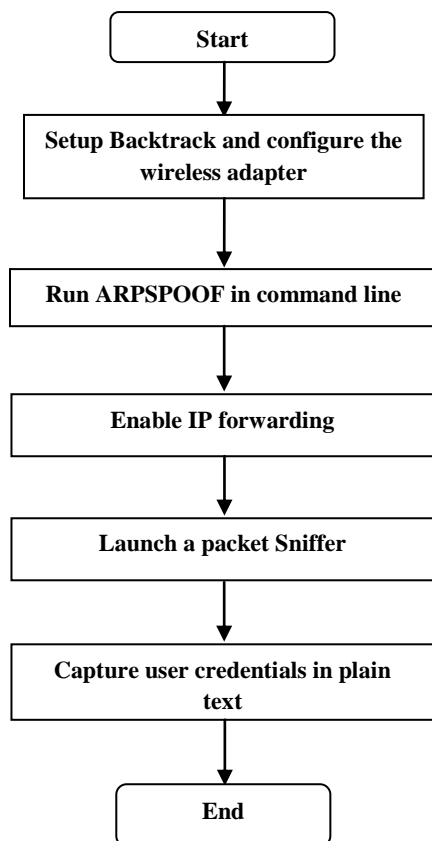 Start
Setup Backtrack and configure the
wireless adapter
Run ARPSPOOF in command line
Enable IP forwarding
Launch a packet Sniffer
Capture user credentials in plain
text
End